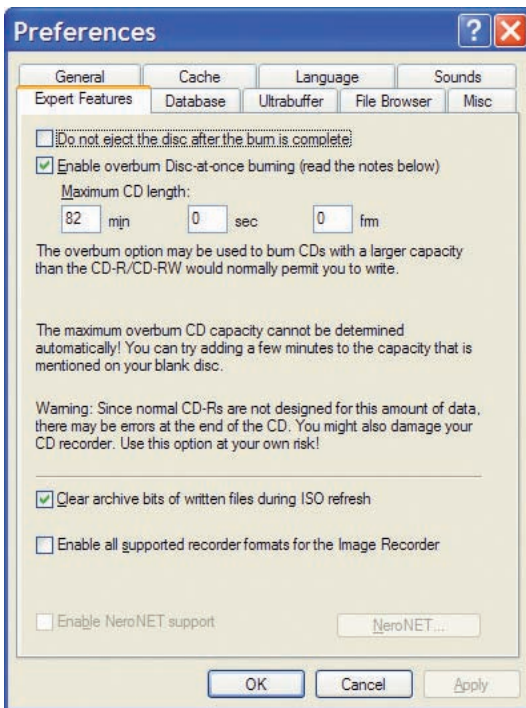 Preferences
General Cache Language Sounds
Expert Features Database Ultrabuffer File Browser Misc
Do not eject the disc after the burn is complete
Enable overburn Disc-at-once burning (read the notes below)
Maximum CD length:
82 min 0 sec 0 frm
The overburn option may be used to burn CDs with a larger capacity
than the CD-R/CD-RW would normally permit you to write.
The maximum overburn CD capacity cannot be determined
automatically! You can try adding a few minutes to the capacity that is
mentioned on your blank disc.
Warning: Since normal CD-Rs are not designed for this amount of data,
there may be errors at the end of the CD. You might also damage your
CD recorder. Use this option at your own risk!
Clear archive bits of written files during ISO refresh
Enable all supported recorder formats for the Image Recorder
Enable NeroNET support NeroNET...
OK Cancel Apply